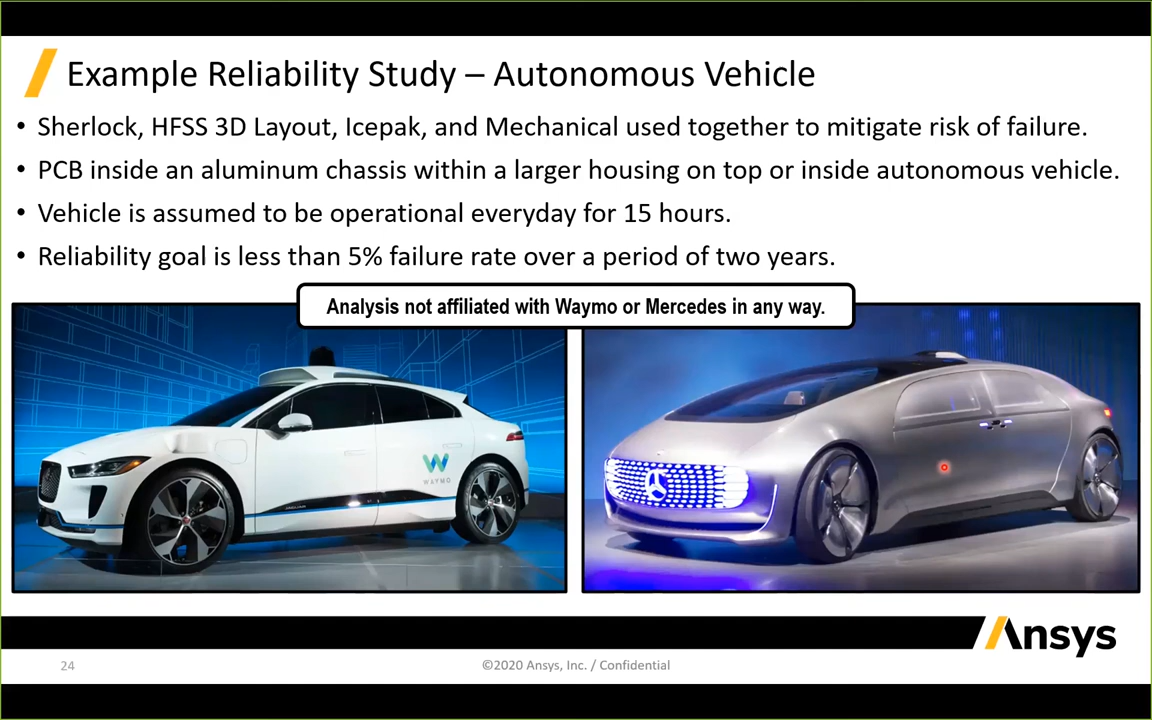 Example Reliability Study – Autonomous Vehicle
• Sherlock, HFSS 3D Layout, Icepak, and Mechanical used together to mitigate risk of failure.
• PCB inside an aluminum chassis within a larger housing on top or inside autonomous vehicle.
• Vehicle is assumed to be operational everyday for 15 hours.
• Reliability goal is less than 5% failure rate over a period of two years.
Analysis not affiliated with Waymo or Mercedes in any way.
WAYMO
Ansys
24
©2020 Ansys, Inc. / Confidential